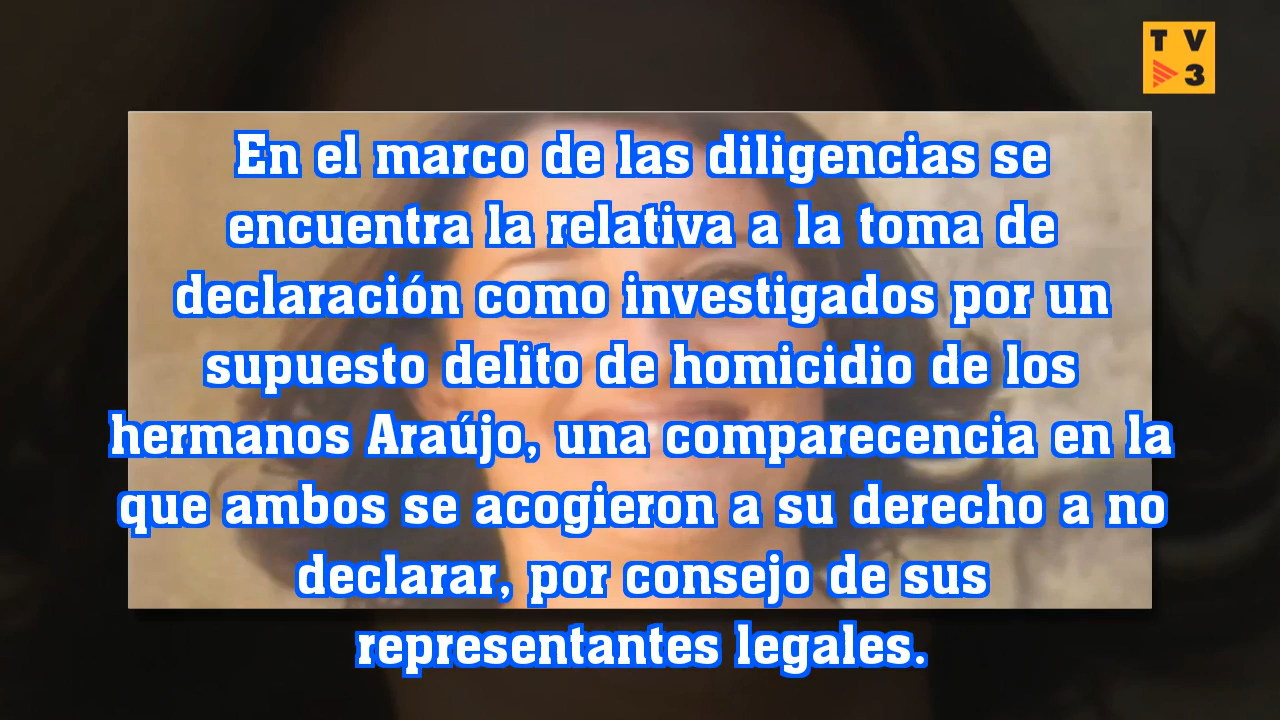 T V
3
En el marco de las diligencias se
encuentra la relativa a la toma de
declaración como investigados por un
supuesto delito de homicidio de los
hermanos Araújo, una comparecencia en la
que ambos se acogieron a su derecho a no
declarar, por consejo de sus
representantes legales.